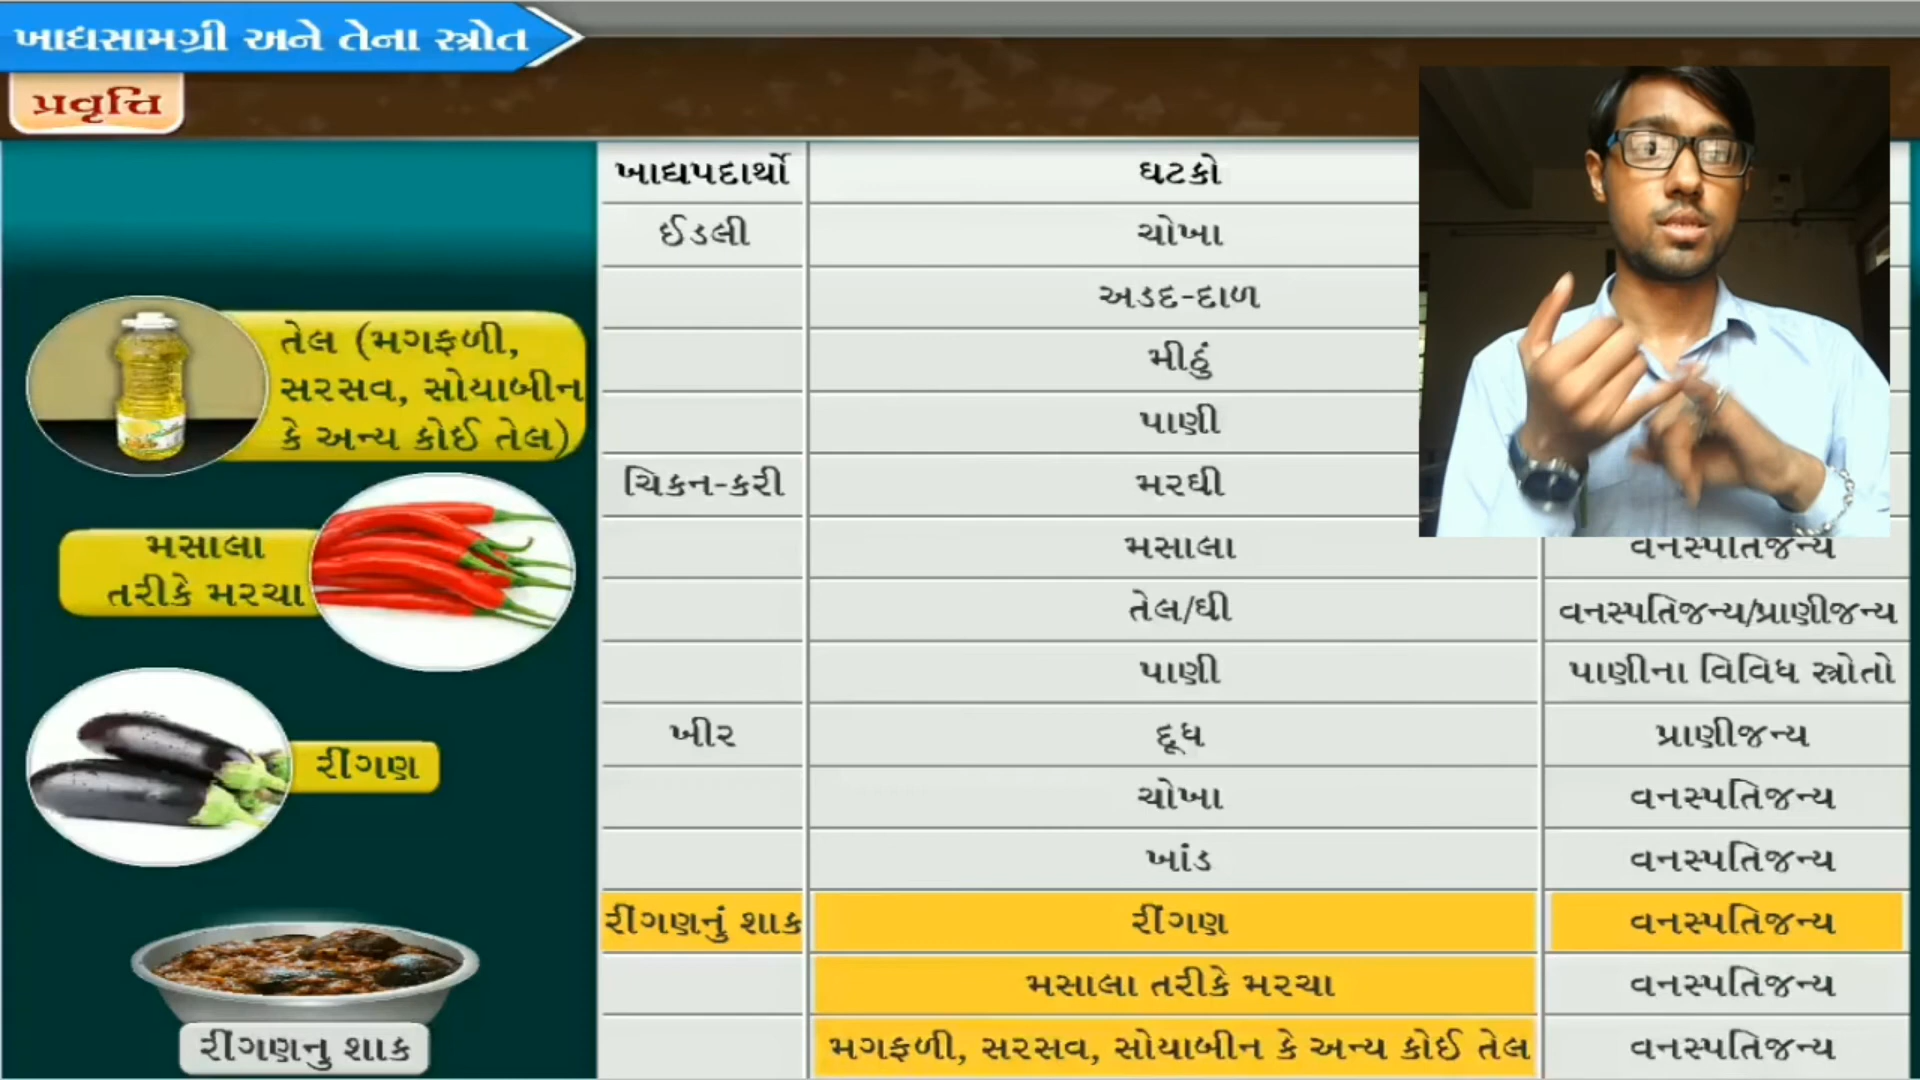 ખાદ્યસામગ્રી અને તેના સ્ત્રોત
પ્રવૃત્તિ
તેલ (મગફળી,
સરસવ, સોયાબીન
કે અન્ય કોઈ તેલ)
મસાલા
તરીકે મરચા
રીંગણ
રીંગણનુ શાક
ખાદ્યપદાર્થો ઘટકો
ઈડલી ચોખા
અડદ-દાળ
મીઠું
પાણી
ચિકન-કરી મરઘી
મસાલા વનસ્પતિજન્ય
તેલ/ઘી વનસ્પતિજન્ય/પ્રાણીજન્ય
પાણી પાણીના વિવિધ સ્ત્રોતો
ખીર દૂધ પ્રાણીજન્ય
ચોખા વનસ્પતિજન્ય
ખાંડ વનસ્પતિજન્ય
રીંગણનું શાક રીંગણ વનસ્પતિજન્ય
મસાલા તરીકે મરચા વનસ્પતિજન્ય
મગફળી, સરસવ, સોયાબીન કે અન્ય કોઈ તેલ વનસ્પતિજન્ય